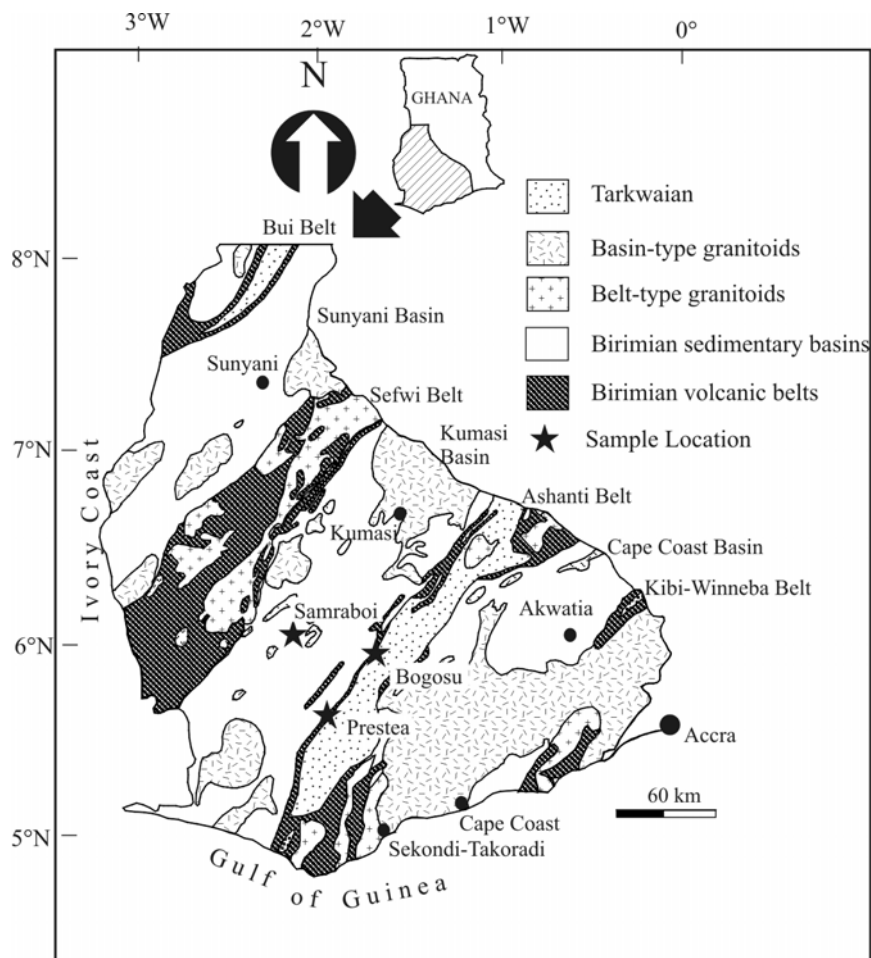 3°W 2°W 1°W 0°
N
GHANA
Tarkwaian
Bui Belt
Basin-type granitoids
8°N
Belt-type granitoids
Sunyani Basin
Birimian sedimentary basins
Sunyani
Sefwi Belt
Birimian volcanic belts
Kumasi
Basin
Sample Location
7°N
Ashanti Belt
Kumasi
Cape Coast Basin
Ivory Coast
Kibi-Winneba Belt
Samraboi
Akwatia
6°N
Bogosu
Prestea
Accra
60 km
Cape Coast
5°N
Sekondi-Takoradi
Gulf of Guinea